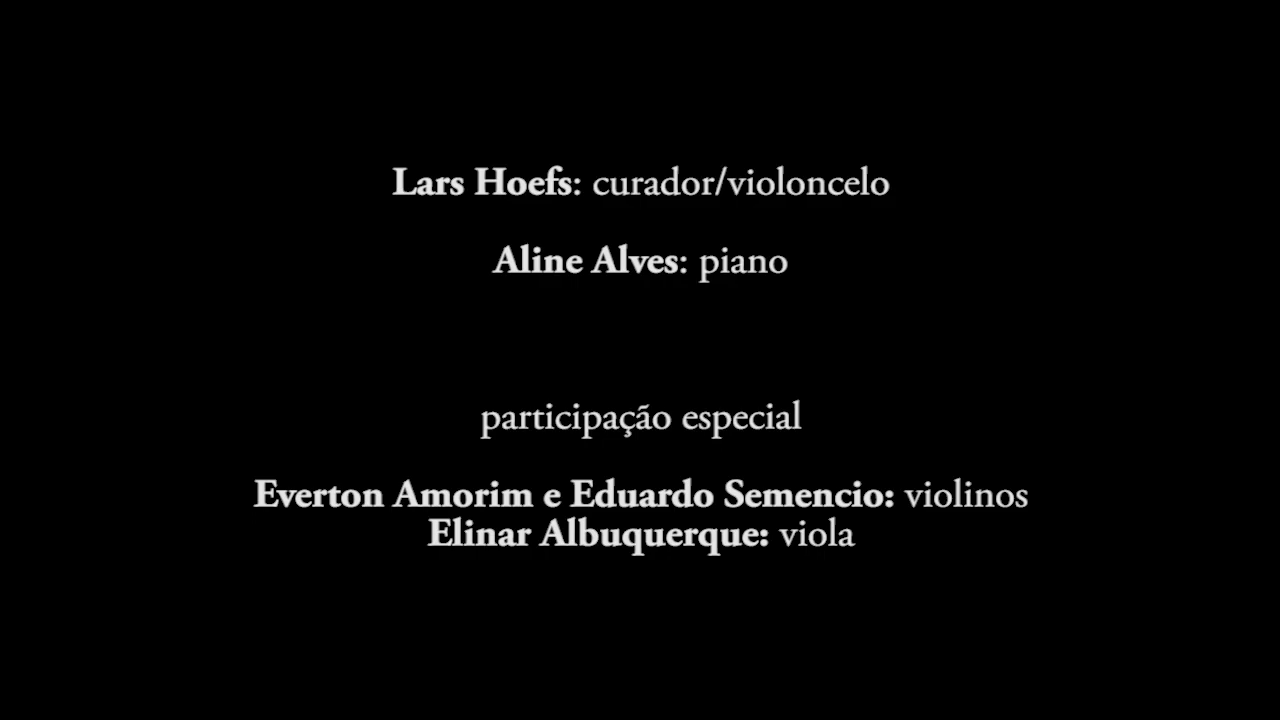 Lars Hoefs: curador/violoncelo
Aline Alves: piano
participação especial
Everton Amorim e Eduardo Semencio: violinos
Elinar Albuquerque: viola